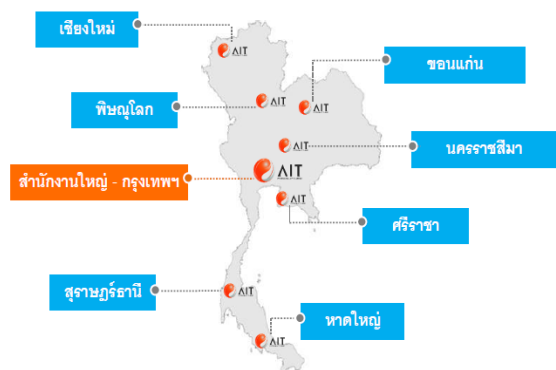 เชียงใหม่
AIT
ขอนแก่น
AIT
AIT
พิษณุโลก
AIT
นครราชสีมา
สำนักงานใหญ่ - กรุงเทพฯ
AIT
AIT
ศรีราชา
สุราษฎร์ธานี
AIT
หาดใหญ่
AIT